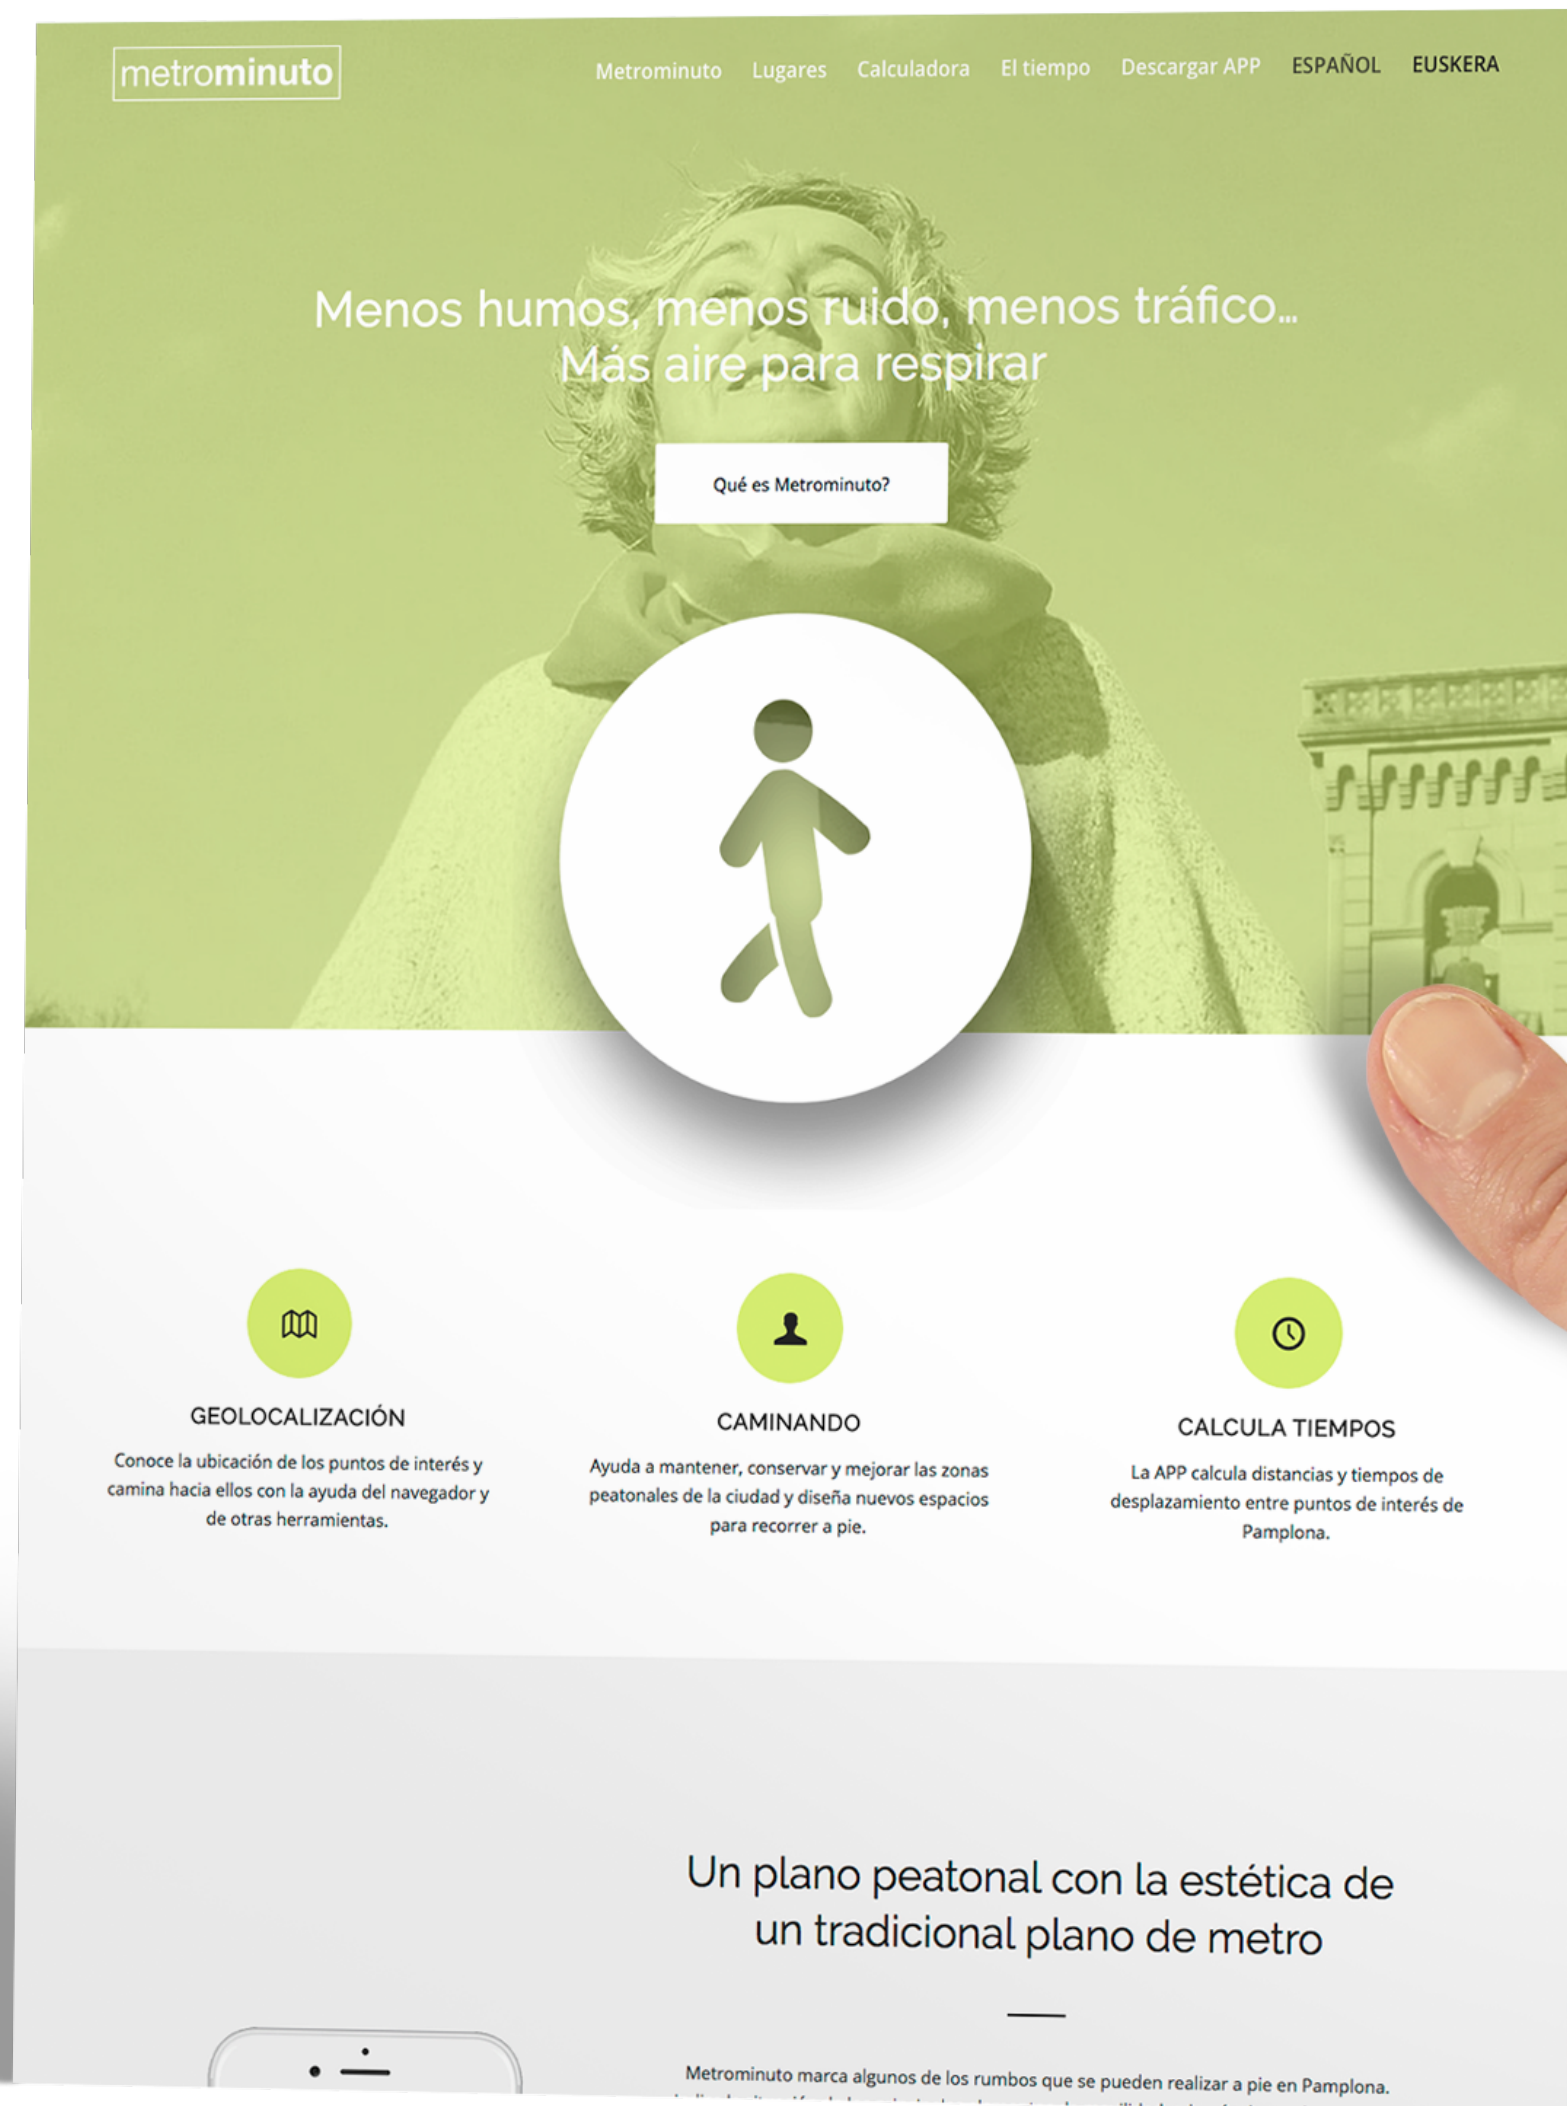 metrominuto
Metrominuto Lugares Calculadora El tiempo Descargar APP ESPAÑOL EUSKERA
Menos humos, menos ruido, menos tráfico...
Más aire para respirar
Qué es Metrominuto?
GEOLOCALIZACIÓN
Conoce la ubicación de los puntos de interés y
camina hacia ellos con la ayuda del navegador y
de otras herramientas.
CAMINANDO
Ayuda a mantener, conservar y mejorar las zonas
peatonales de la ciudad y diseña nuevos espacios
para recorrer a pie.
CALCULA TIEMPOS
La APP calcula distancias y tiempos de
desplazamiento entre puntos de interés de
Pamplona.
Un plano peatonal con la estética de
un tradicional plano de metro
Metrominuto marca algunos de los rumbos que se pueden realizar a pie en Pamplona.